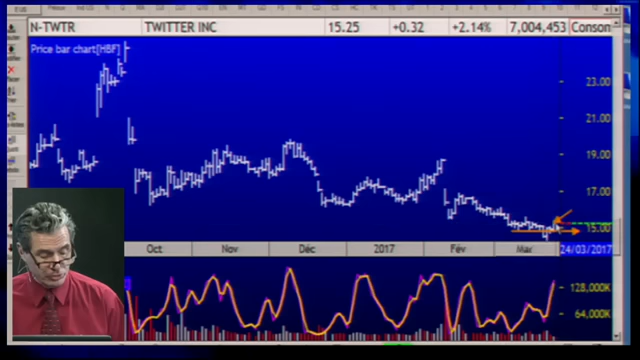 N-TWTR TWITTER INC 15.25 +0.32 +2.14% 7,004,453 Conson
Price bar chart[HBF]
23.00
21.00
19.00
17.00
15.00
Oct Nov Déc 2017 Fév Mar 24/03/2017
128,000K
64,000K